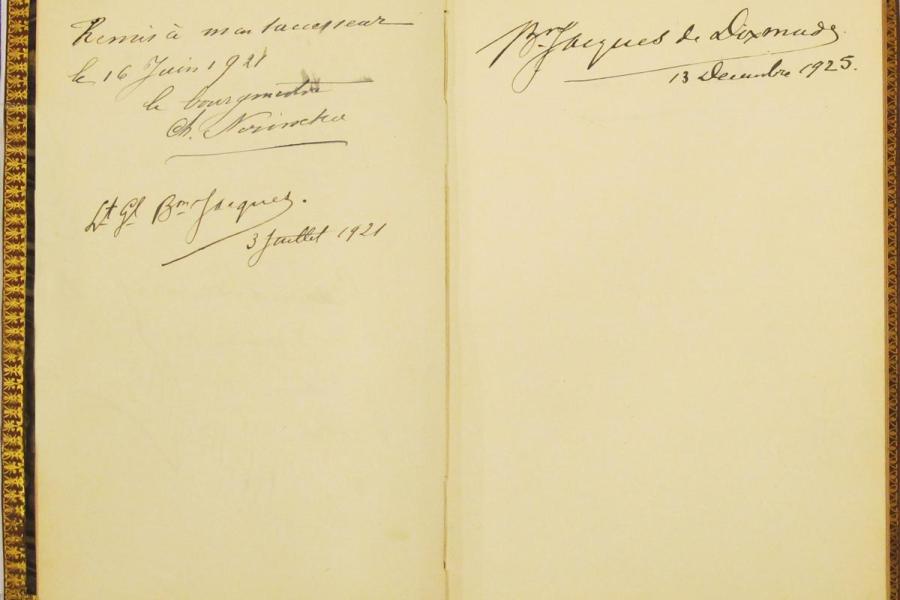 Remis à mon successeur
le 16 Juin 1921
le bourgmestre
Ch.
Lt Gl Bon Jacques.
3 Juillet 1921
Bon Jacques de Dixmude
13 Decembre 1925.